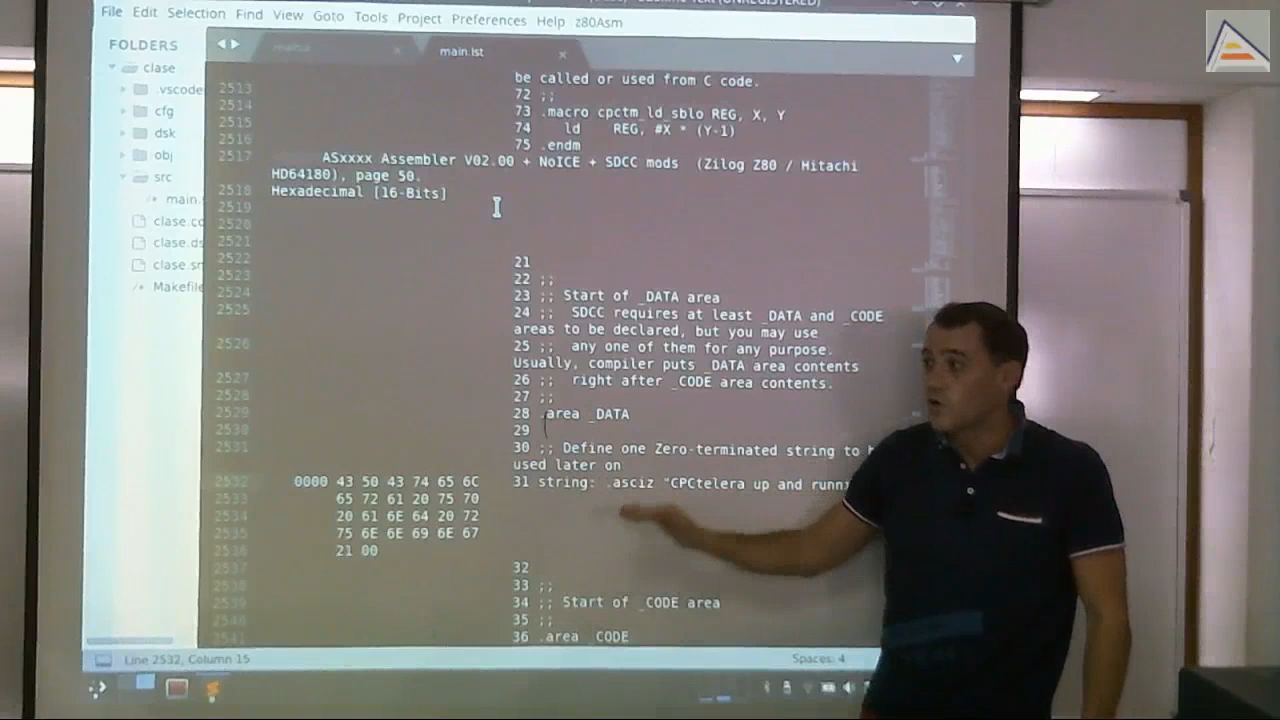 File Edit Selection Find View Goto Tools Project Preferences Help z80Asm
FOLDERS
clase
.vscode
cfg
dsk
obj
src
main.
clase.
clase.ds
clase.
Makefile
main.lst
be called or used from C code.
2513 72 ;;
2514 73 .macro cpctm_ld_sblo REG, X, Y
2515 74 ld REG, #X * (Y-1)
2516 75 .endm
2517 ASxxxx Assembler V02.00 + NoICE + SDCC mods (Zilog Z80 / Hitachi
HD64180), page 50.
2518 Hexadecimal [16-Bits]
2519
2520
2521
2522 21
2523 22 ;;
2524 23 ;; Start of _DATA area
2525 24 ;; SDCC requires at least _DATA and _CODE
areas to be declared, but you may use
2526 25 ;; any one of them for any purpose.
Usually, compiler puts _DATA area contents
2527 26 ;; right after _CODE area contents.
2528 27 ;;
2529 28 .area _DATA
2530 29
2531 30 ;; Define one Zero-terminated string to
used later on
2532 0000 43 50 43 74 65 6C 31 string: .asciz "CPCtelera up and
2533 65 72 61 20 75 70
2534 20 61 6E 64 20 72
2535 75 6E 6E 69 6E 67
2536 21 00
2537 32
2538 33 ;;
2539 34 ;; Start of _CODE area
2540 35 ;;
2541 36 .area _CODE
Line 2532, Column 15
Spaces: 4